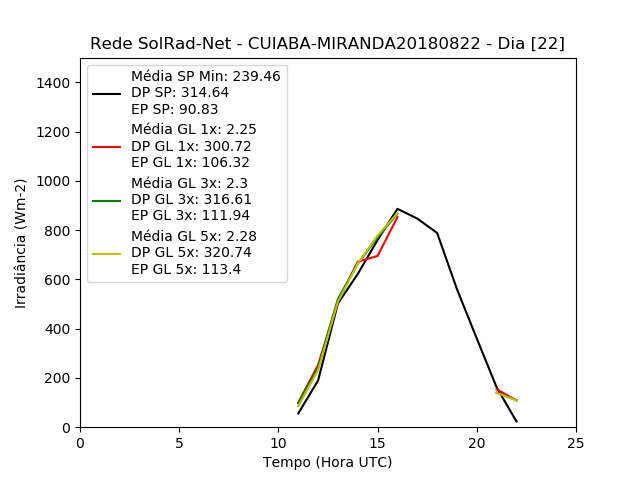 Rede SolRad-Net - CUIABA-MIRANDA20180822 - Dia [22]
Média SP Min: 239.46
DP SP: 314.64
EP SP: 90.83
Média GL 1x: 2.25
DP GL 1x: 300.72
EP GL 1x: 106.32
Média GL 3x: 2.3
DP GL 3x: 316.61
EP GL 3x: 111.94
Média GL 5x: 2.28
DP GL 5x: 320.74
EP GL 5x: 113.4
1400
1200
1000
800
600
400
200
0
Irradiância (Wm-2)
0 5 10 15 20 25
Tempo (Hora UTC)